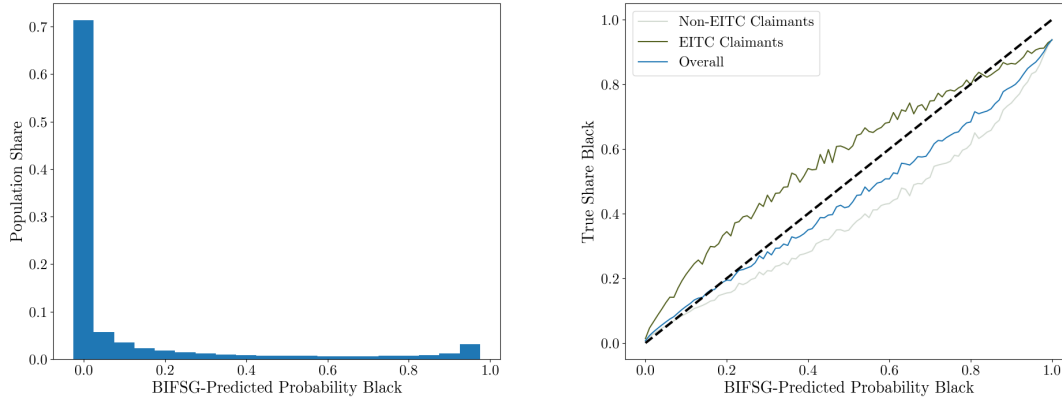 0.7
0.6
0.5
0.4
0.3
0.2
0.1
0.0
Population Share
0.0 0.2 0.4 0.6 0.8 1.0
BIFSG-Predicted Probability Black
Non-EITC Claimants
EITC Claimants
Overall
1.0
0.8
0.6
0.4
0.2
0.0
True Share Black
0.0 0.2 0.4 0.6 0.8 1.0
BIFSG-Predicted Probability Black